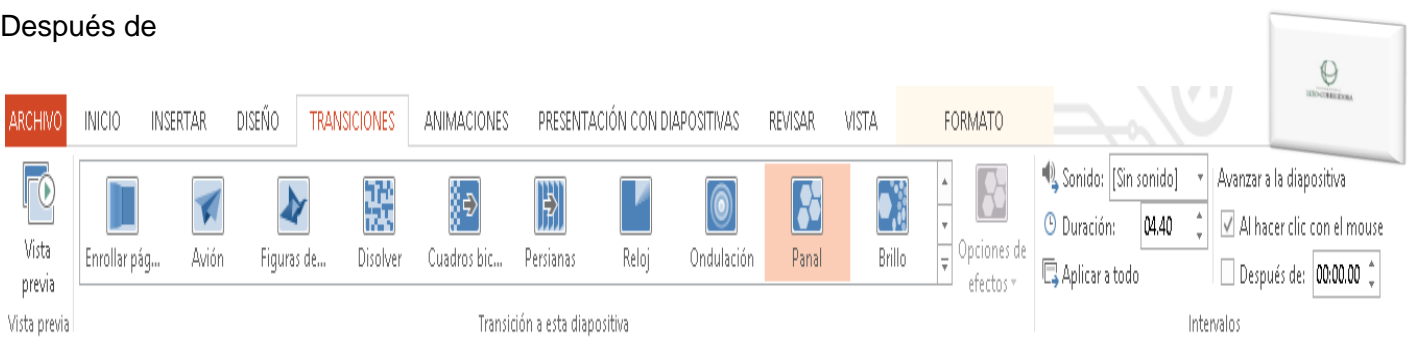 Después de
ARCHIVO INICIO INSERTAR DISEÑO TRANSICIONES ANIMACIONES PRESENTACIÓN CON DIAPOSITIVAS REVISAR VISTA FORMATO
Vista previa
Enrollar pág... Avión Figuras de... Disolver Cuadros bic... Persianas Reloj Ondulación Panal Brillo
Opciones de efectos
Sonido: [Sin sonido] Avanzar a la diapositiva
Duración: 04,40 Al hacer clic con el mouse
Aplicar a todo Después de: 00:00.00
Vista previa Transición a esta diapositiva Intervalos